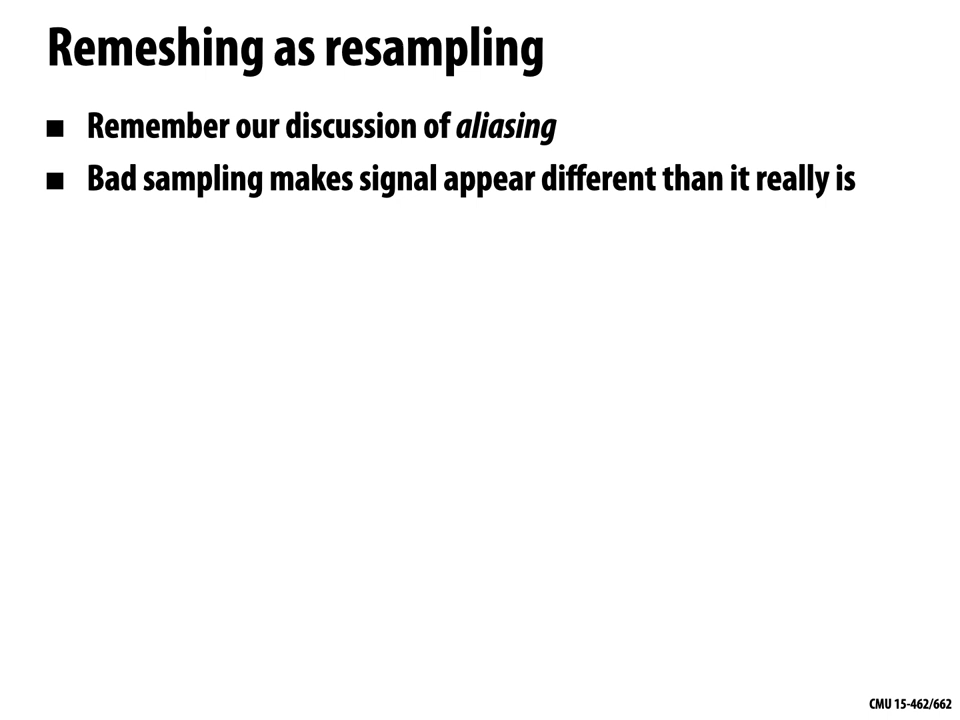 Remeshing as resampling
■ Remember our discussion of aliasing
■ Bad sampling makes signal appear different than it really is
CMU 15-462/662